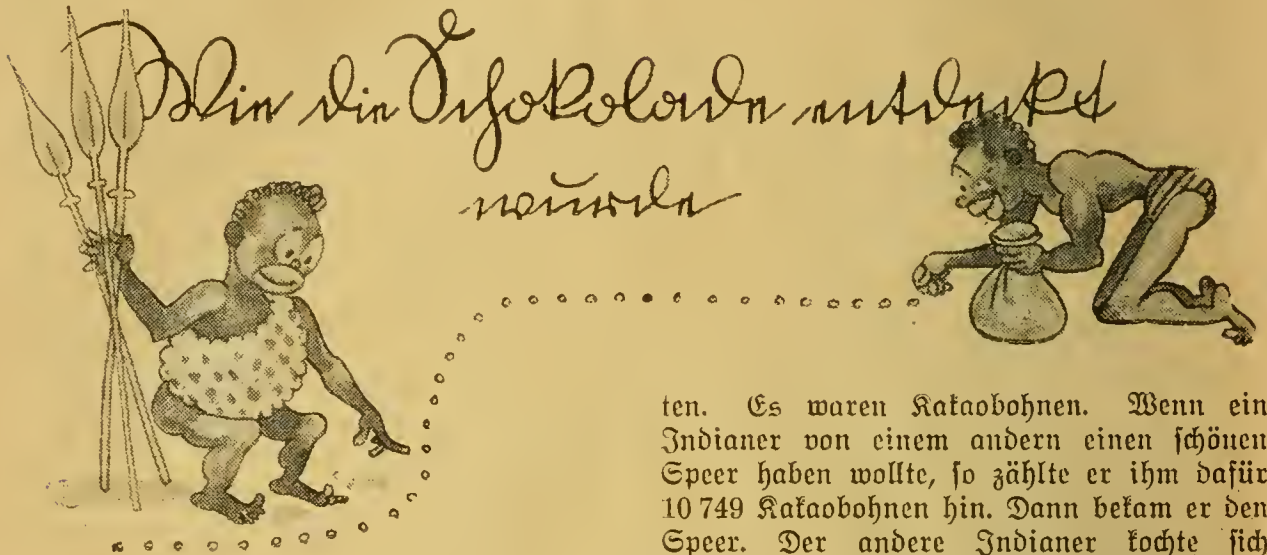 Wie die Schokolade entdeckt
wurde
ten. Es waren Kakaobohnen. Wenn ein
Indianer von einem andern einen schönen
Speer haben wollte, so zählte er ihm dafür
10 749 Kakaobohnen hin. Dann bekam er den
Speer. Der andere Indianer kochte sich